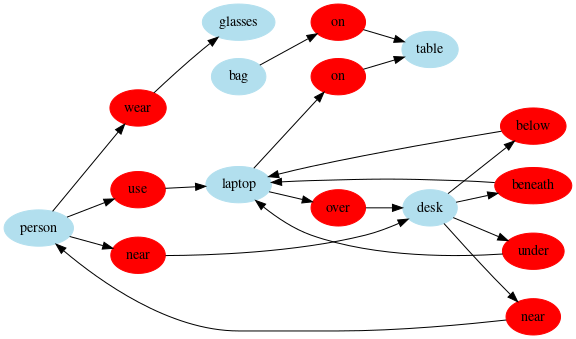 glasses
on
bag
table
on
wear
below
use
laptop
beneath
over
desk
person
near
under
near